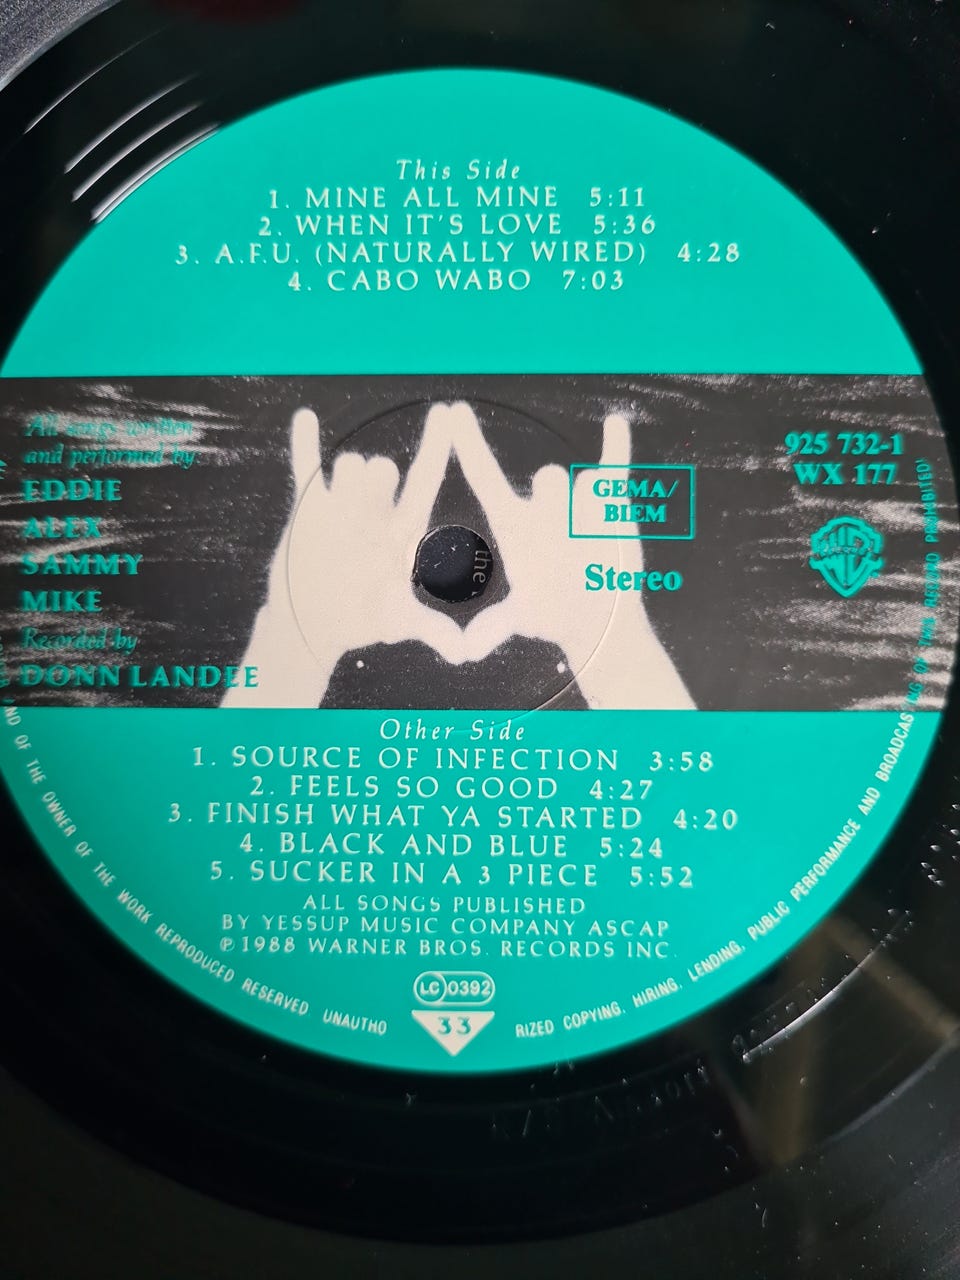 This Side
1. MINE ALL MINE 5:11
2. WHEN IT'S LOVE 5:36
3. A.F.U. (NATURALLY WIRED) 4:28
4. CABO WABO 7:03
All songs written
and performed by
EDDIE
ALEX
SAMMY
MIKE
Recorded by
DONN LANDEE
GEMA/
BIEM
Stereo
925 732-1
WX 177
the
Other Side
1. SOURCE OF INFECTION 3:58
2. FEELS SO GOOD 4:27
3. FINISH WHAT YA STARTED 4:20
4. BLACK AND BLUE 5:24
5. SUCKER IN A 3 PIECE 5:52
ALL SONGS PUBLISHED
BY YESSUP MUSIC COMPANY ASCAP
℗1988 WARNER BROS. RECORDS INC.
LC 0392
33
ND OF THE OWNER OF THE WORK REPRODUCED RESERVED UNAUTHO
RIZED COPYING, HIRING, LENDING, PUBLIC PERFORMANCE AND BROADCASTING OF THIS RECORD PROHIBITED!